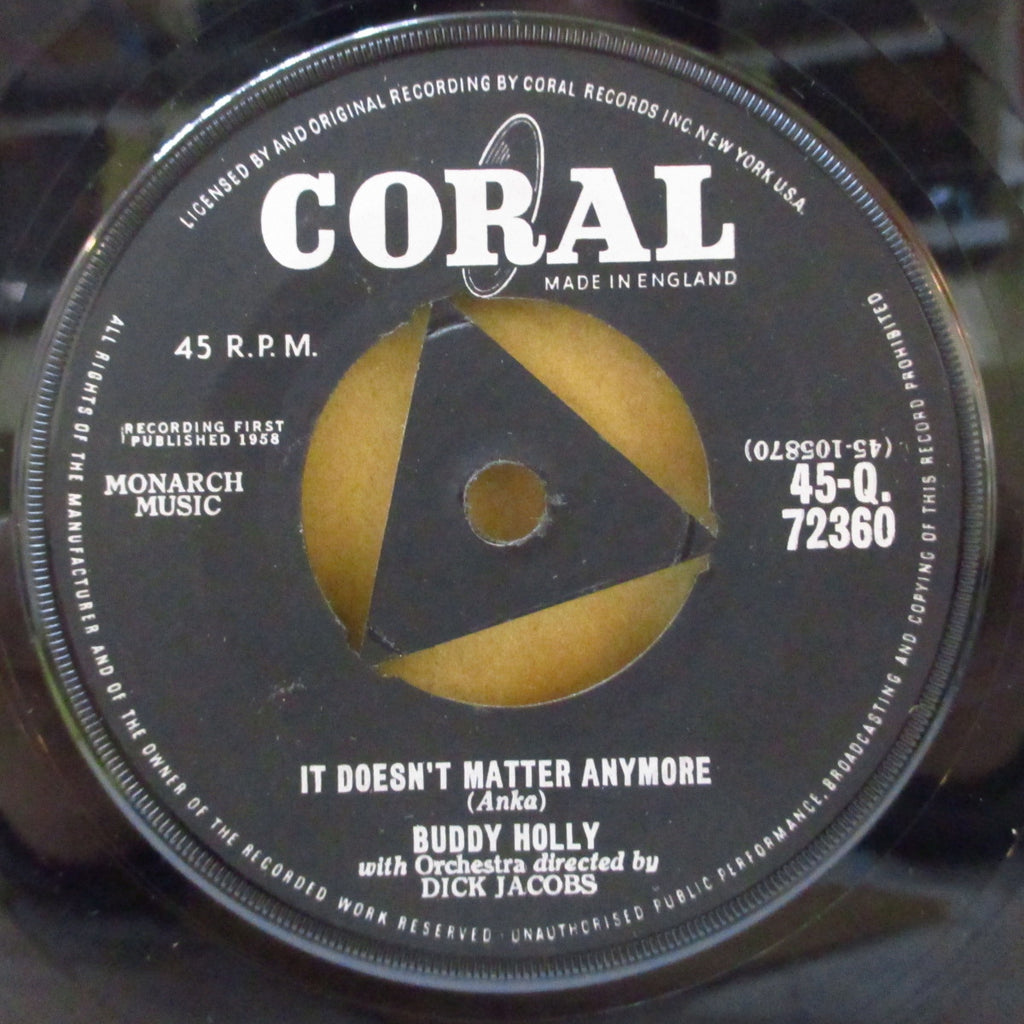 LICENSED BY AND ORIGINAL RECORDING BY CORAL RECORDS INC. NEW YORK U.S.A.
CORAL
MADE IN ENGLAND
45 R.P.M.
RECORDING FIRST
PUBLISHED 1958
MONARCH
MUSIC
(45-105870)
45-Q.
72360
IT DOESN'T MATTER ANYMORE
(Anka)
BUDDY HOLLY
with Orchestra directed by
DICK JACOBS
ALL RIGHTS OF THE MANUFACTURER AND OF THE OWNER OF THE RECORDED WORK RESERVED · UNAUTHORISED PUBLIC PERFORMANCE, BROADCASTING AND COPYING OF THIS RECORD PROHIBITED